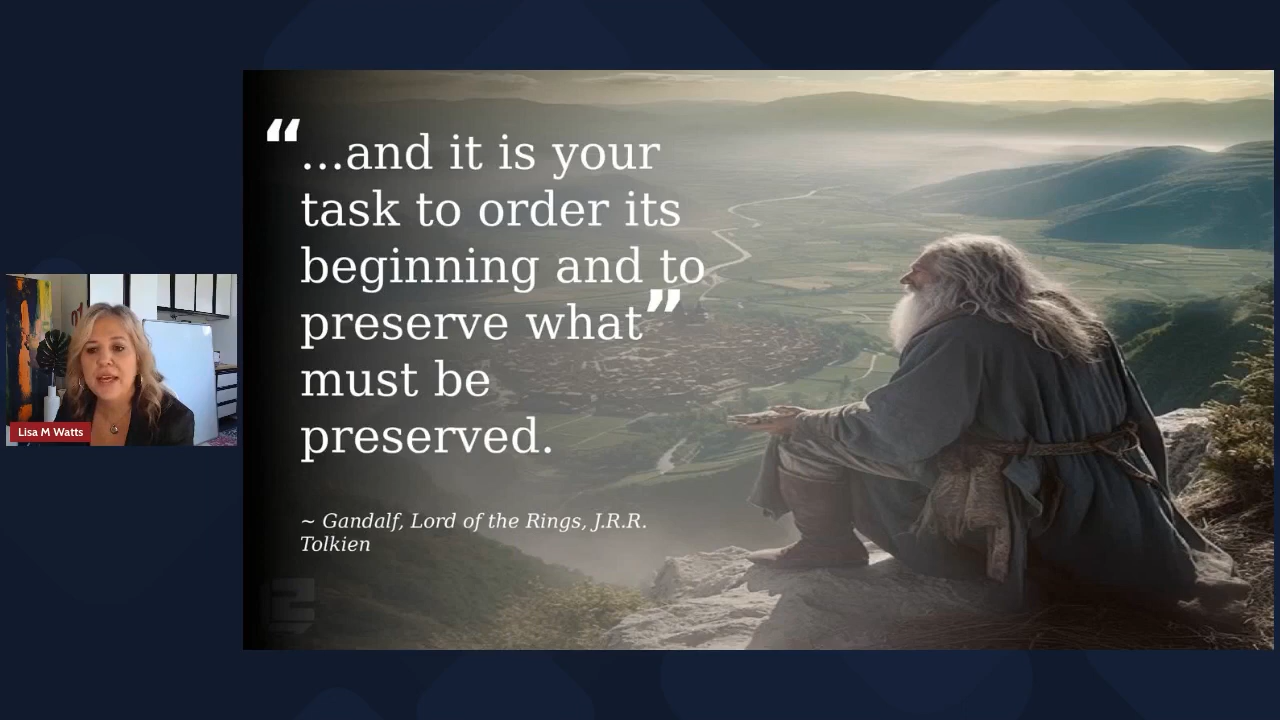 “…and it is your
task to order its
beginning and to
preserve what”
must be
preserved.
~ Gandalf, Lord of the Rings, J.R.R.
Tolkien
Lisa M Watts